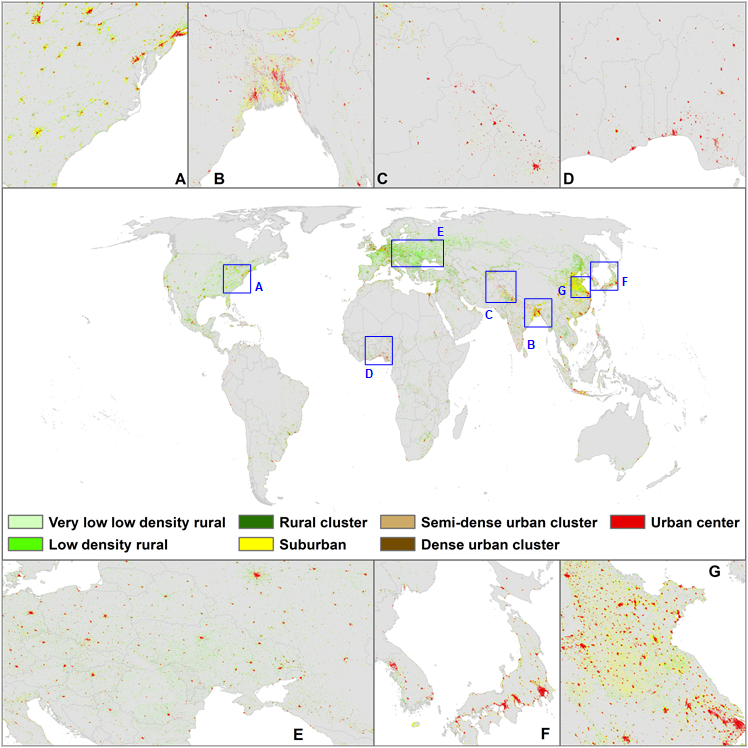 A
B
C
D
E
A
G
F
C
B
D
Very low low density rural
Rural cluster
Semi-dense urban cluster
Urban center
Low density rural
Suburban
Dense urban cluster
G
E
F